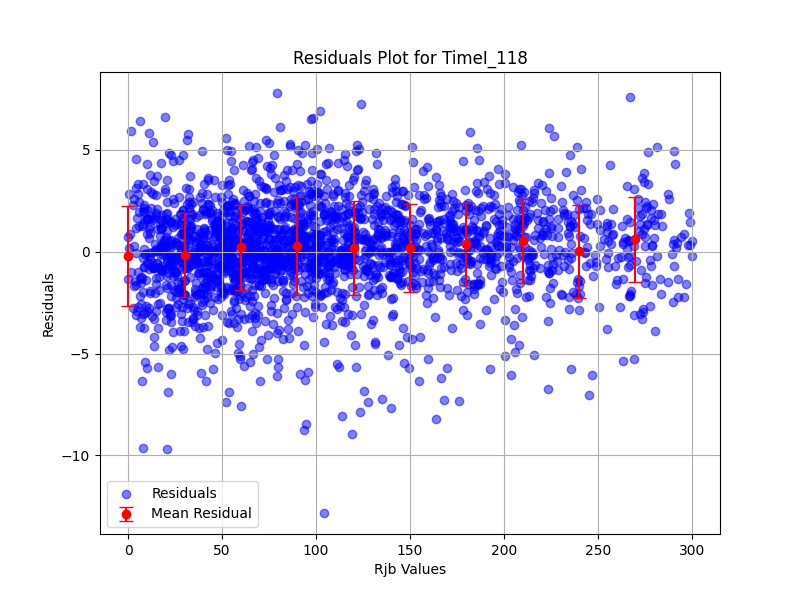 Residuals Plot for TimeI_118
Residuals
5
0
−5
−10
Residuals
Mean Residual
0 50 100 150 200 250 300
Rjb Values